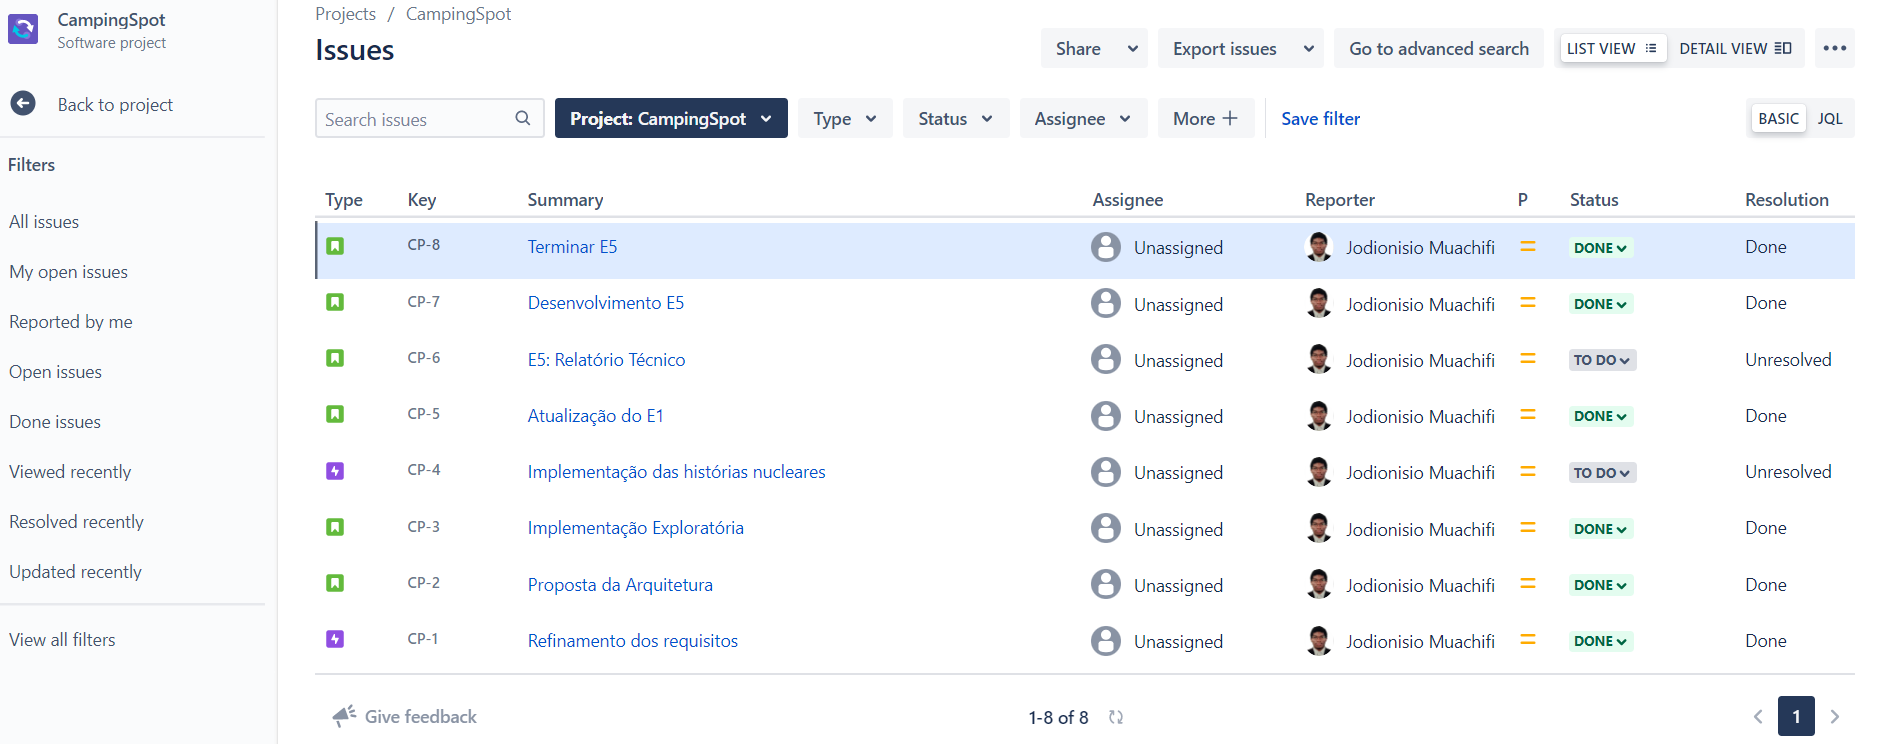 CampingSpot
Software project
Back to project
Filters
All issues
My open issues
Reported by me
Open issues
Done issues
Viewed recently
Resolved recently
Updated recently
View all filters
Projects / CampingSpot
Issues
Share Export issues Go to advanced search LIST VIEW DETAIL VIEW
Search issues Project: CampingSpot Type Status Assignee More Save filter BASIC JQL
Type Key Summary Assignee Reporter P Status Resolution
CP-8 Terminar E5 Unassigned Jodionisio Muachifi DONE Done
CP-7 Desenvolvimento E5 Unassigned Jodionisio Muachifi DONE Done
CP-6 E5: Relatório Técnico Unassigned Jodionisio Muachifi TO DO Unresolved
CP-5 Atualização do E1 Unassigned Jodionisio Muachifi DONE Done
CP-4 Implementação das histórias nucleares Unassigned Jodionisio Muachifi TO DO Unresolved
CP-3 Implementação Exploratória Unassigned Jodionisio Muachifi DONE Done
CP-2 Proposta da Arquitetura Unassigned Jodionisio Muachifi DONE Done
CP-1 Refinamento dos requisitos Unassigned Jodionisio Muachifi DONE Done
Give feedback 1-8 of 8 1